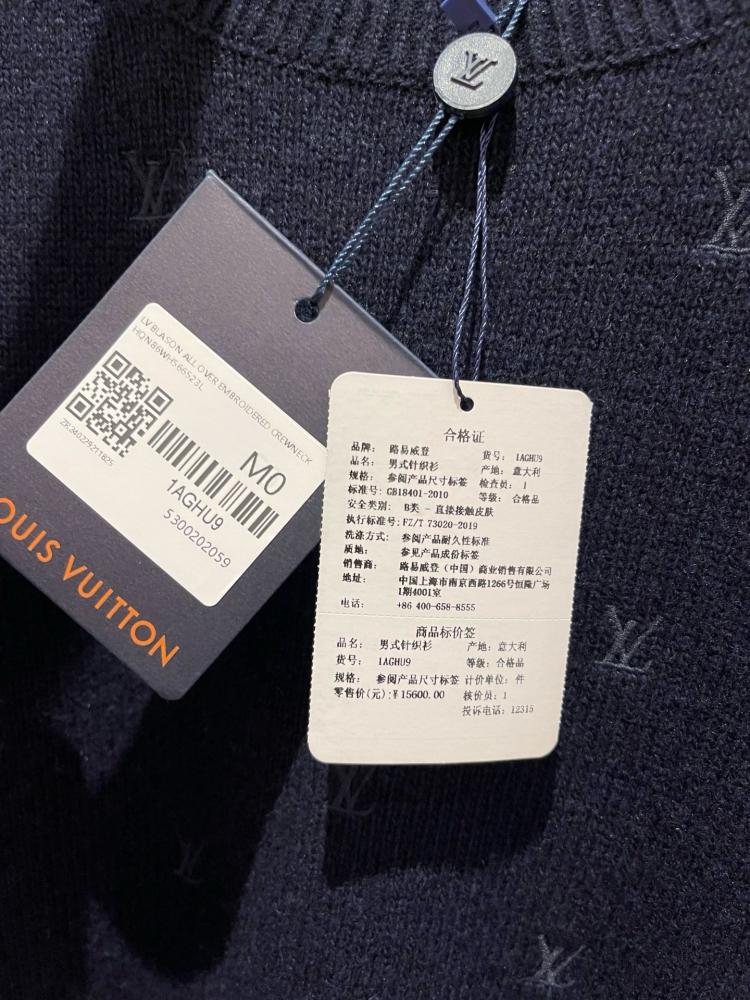 LV BLASON ALL OVER EMBROIDERED CREWNECK
HQN86WHS66523L
M0
1AGHU9
5300202059
ZR340229211825
LOUIS VUITTON
合格证
品牌: 路易威登 货号: 1AGHU9
品名: 男式针织衫 产地: 意大利
规格: 参阅产品尺寸标签 检查员: 1
标准号: GB18401-2010 等级: 合格品
安全类别: B类 - 直接接触皮肤
执行标准号: FZ/T 73020-2019
洗涤方式: 参阅产品耐久性标准
质地: 参见产品成份标签
销售商: 路易威登（中国）商业销售有限公司
地址: 中国上海市南京西路1266号恒隆广场
1期4001室
电话: +86 400-658-8555
商品标价签
品名: 男式针织衫 产地: 意大利
货号: 1AGHU9 等级: 合格品
规格: 参阅产品尺寸标签 计价单位: 件
零售价(元):¥15600.00 核价员: 1
投诉电话: 12315